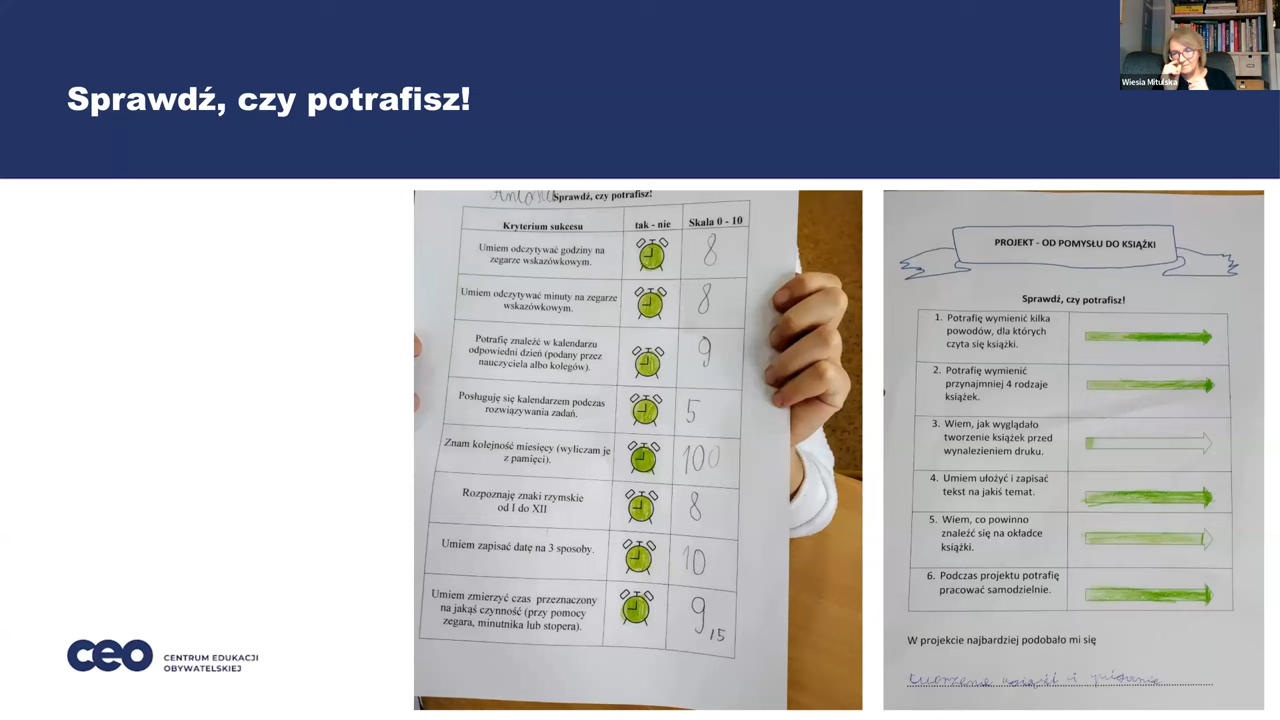 Sprawdź, czy potrafisz!
Wiesia Mitulska
Antonia
Sprawdź, czy potrafisz!
Kryterium sukcesu
tak - nie
Skala 0 - 10
Umiem odczytywać godziny na
zegarze wskazówkowym.
8
Umiem odczytywać minuty na zegarze
wskazówkowym.
8
Potrafię znaleźć w kalendarzu
odpowiedni dzień (podany przez
nauczyciela albo kolegów).
9
Posługuję się kalendarzem podczas
rozwiązywania zadań.
5
Znam kolejność miesięcy (wyliczam je
z pamięci).
100
Rozpoznaję znaki rzymskie
od I do XII
8
Umiem zapisać datę na 3 sposoby.
10
Umiem zmierzyć czas przeznaczony
na jakąś czynność (przy pomocy
zegara, minutnika lub stopera).
9,15
PROJEKT - OD POMYSŁU DO KSIĄŻKI
Sprawdź, czy potrafisz!
1. Potrafię wymienić kilka
powodów, dla których
czyta się książki.
2. Potrafię wymienić
przynajmniej 4 rodzaje
książek.
3. Wiem, jak wyglądało
tworzenie książek przed
wynalezieniem druku.
4. Umiem ułożyć i zapisać
tekst na jakiś temat.
5. Wiem, co powinno
znaleźć się na okładce
książki.
6. Podczas projektu potrafię
pracować samodzielnie.
W projekcie najbardziej podobało mi się
tworzenie książki i pisanie
ceo
CENTRUM EDUKACJI
OBYWATELSKIEJ